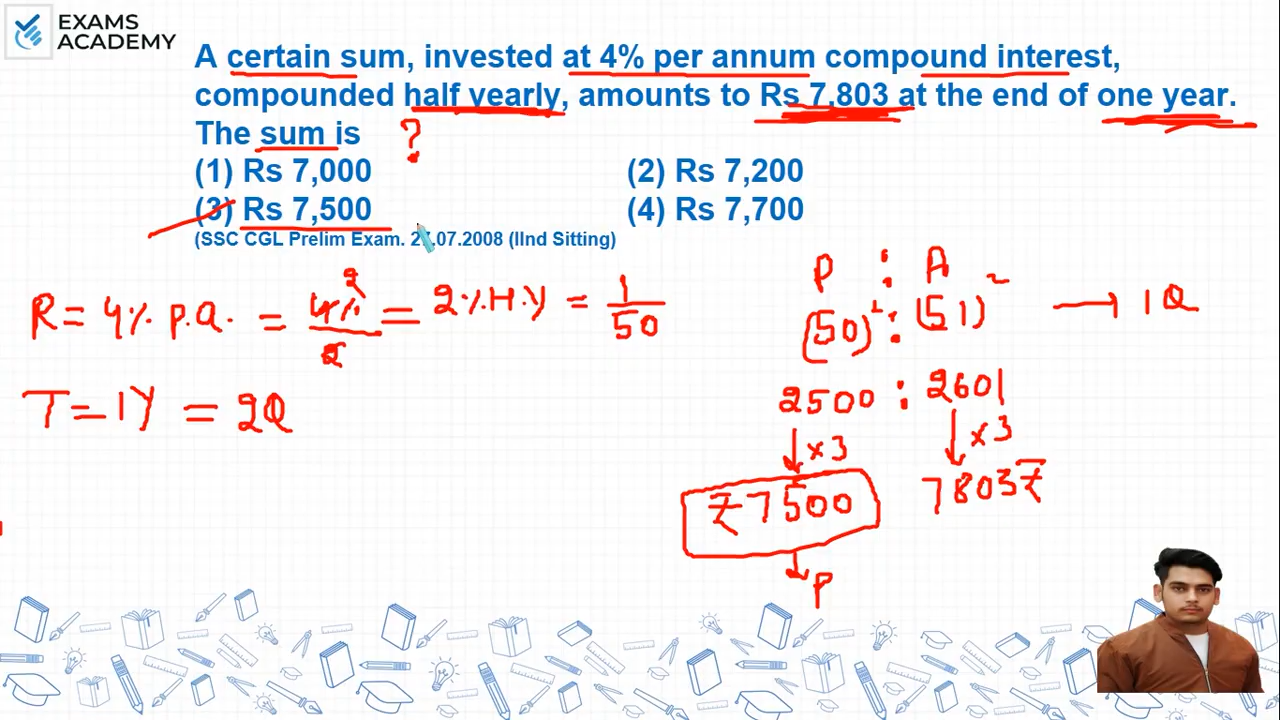 EXAMS
ACADEMY
A certain sum, invested at 4% per annum compound interest,
compounded half yearly, amounts to Rs 7,803 at the end of one year.
The sum is ?
(1) Rs 7,000 (2) Rs 7,200
(3) Rs 7,500 (4) Rs 7,700
(SSC CGL Prelim Exam. 27.07.2008 (IInd Sitting)
R = 4% P.a. = 4%/2 = 2% H.Y = 1/50
T = 1Y = 2Q
P : A
(50)² : (51)² → 1Q
2500 : 2601
↓ ×3 ↓ ×3
₹7500 7803₹
↓ P